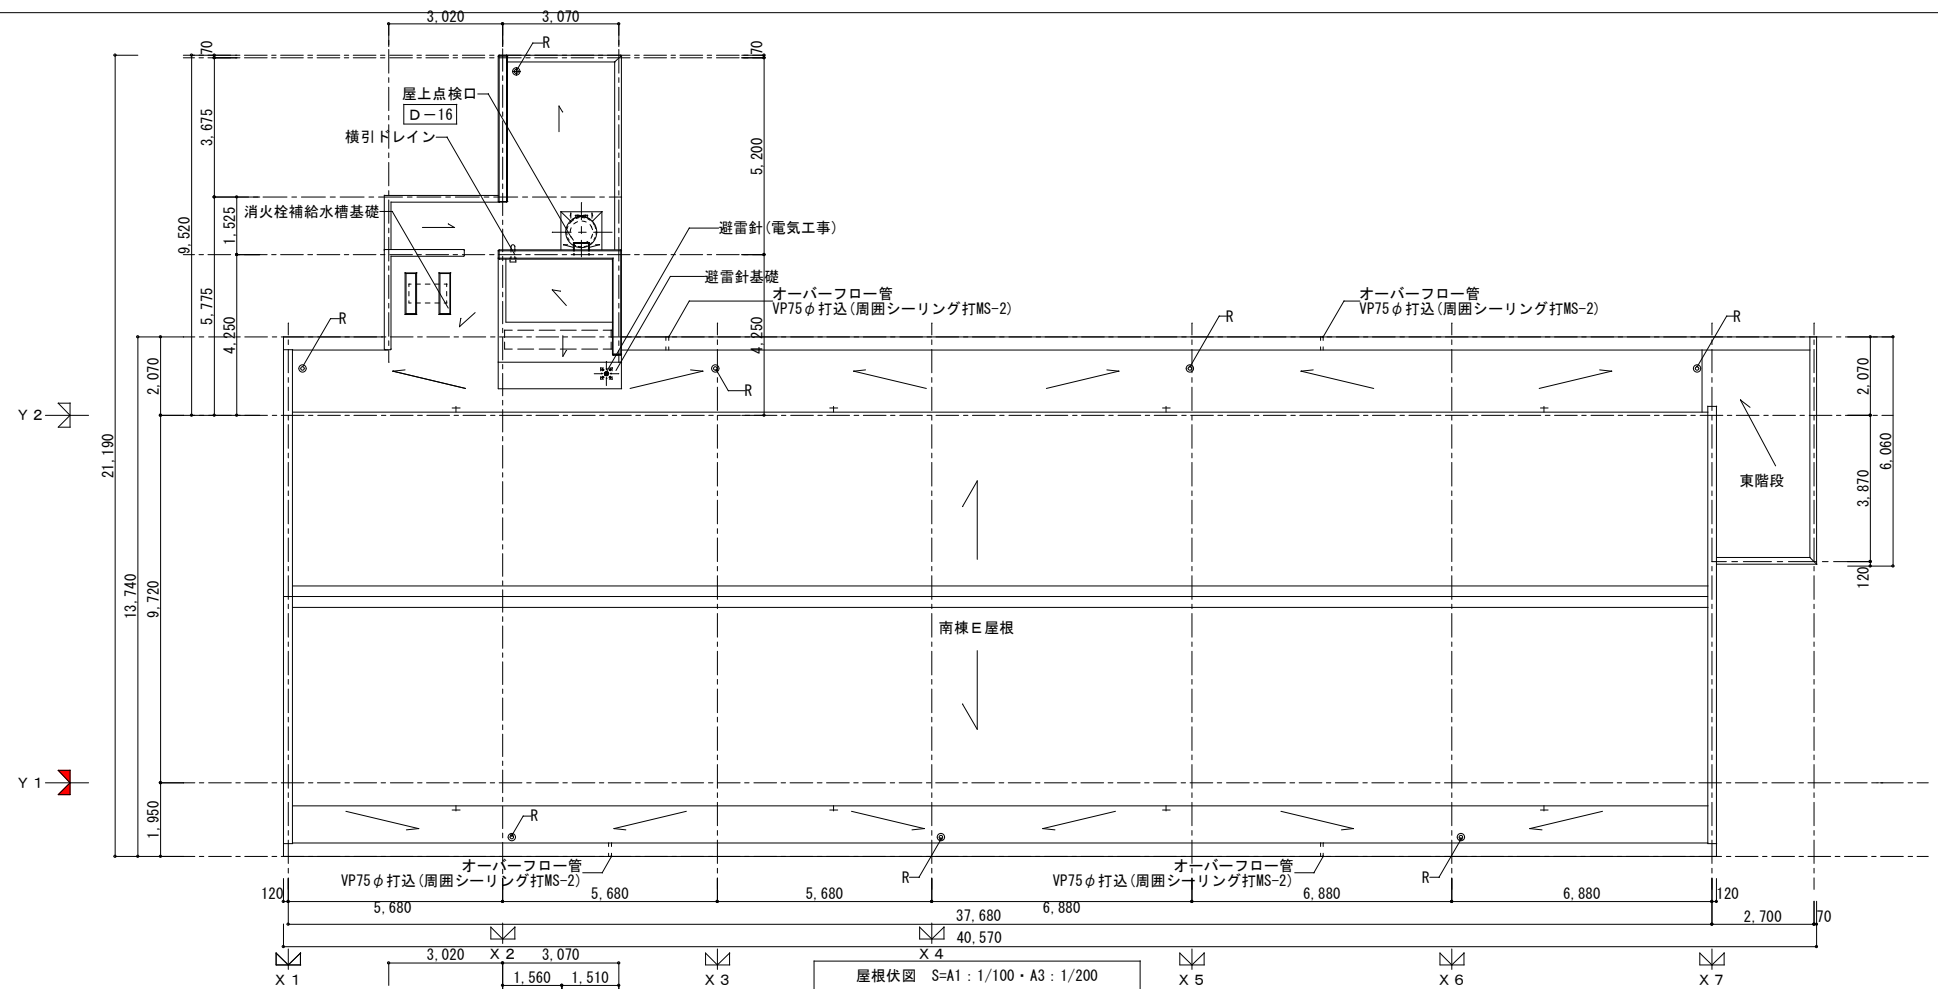 3,020
3,070
70
70
R
屋上点検口
D－16
横引ドレイン
3,675
5,200
消火栓補給水槽基礎
1,525
9,520
避雷針(電気工事)
避雷針基礎
オーバーフロー管
VP75φ打込(周囲シーリング打MS-2)
オーバーフロー管
VP75φ打込(周囲シーリング打MS-2)
5,775
4,250
4,250
R
R
R
R
2,070
2,070
Y 2
21,190
6,060
3,870
東階段
120
13,740
9,720
南棟E屋根
Y 1
1,950
R
オーバーフロー管
VP75φ打込(周囲シーリング打MS-2)
R
オーバーフロー管
VP75φ打込(周囲シーリング打MS-2)
R
120
5,680
5,680
5,680
6,880
6,880
6,880
120
37,680
2,700
70
40,570
X 2
X 4
3,020
3,070
1,560
1,510
X 1
X 3
屋根伏図 S=A1：1/100・A3：1/200
X 5
X 6
X 7